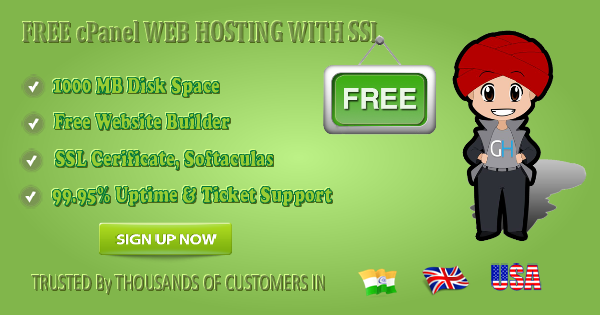 FREE cPanel WEB HOSTING WITH SSL
FREE
1000 MB Disk Space
Free Website Builder
GH
SSL Cerificate, Softaculas
99.95% Uptime & Ticket Support
SIGN UP NOW
TRUSTED By THOUSANDS OF CUSTOMERS IN
USA